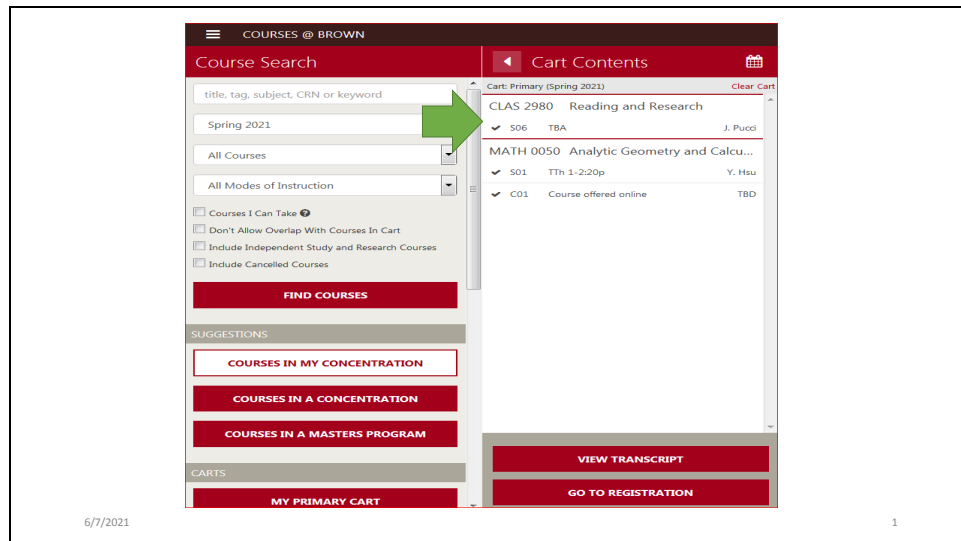 COURSES @ BROWN
Course Search
title, tag, subject, CRN or keyword
Spring 2021
All Courses
All Modes of Instruction
Courses I Can Take ?
Don't Allow Overlap With Courses In Cart
Include Independent Study and Research Courses
Include Cancelled Courses
FIND COURSES
SUGGESTIONS
COURSES IN MY CONCENTRATION
COURSES IN A CONCENTRATION
COURSES IN A MASTERS PROGRAM
CARTS
MY PRIMARY CART
Cart Contents
Cart: Primary (Spring 2021) Clear Cart
CLAS 2980 Reading and Research
S06 TBA J. Pucci
MATH 0050 Analytic Geometry and Calcu...
S01 TTh 1-2:20p Y. Hsu
C01 Course offered online TBD
VIEW TRANSCRIPT
GO TO REGISTRATION
6/7/2021 1